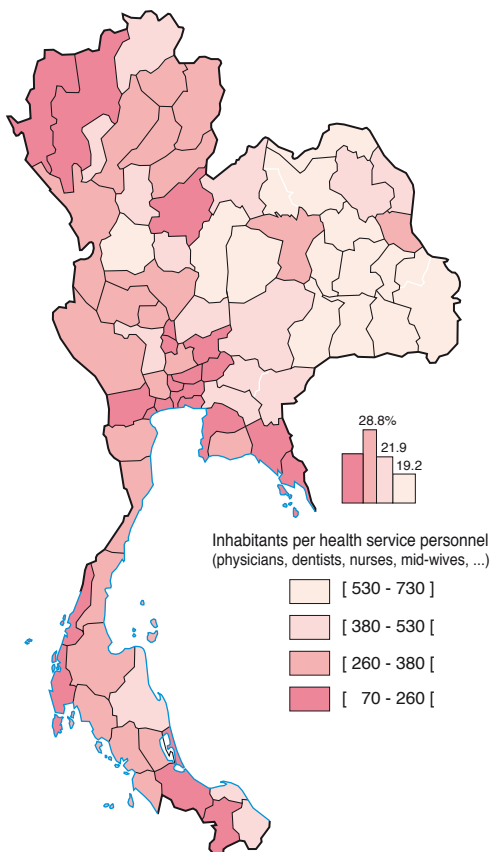 28.8%
21.9
19.2
Inhabitants per health service personnel
(physicians, dentists, nurses, mid-wives, ...)
[ 530 - 730 ]
[ 380 - 530 [
[ 260 - 380 [
[ 70 - 260 [